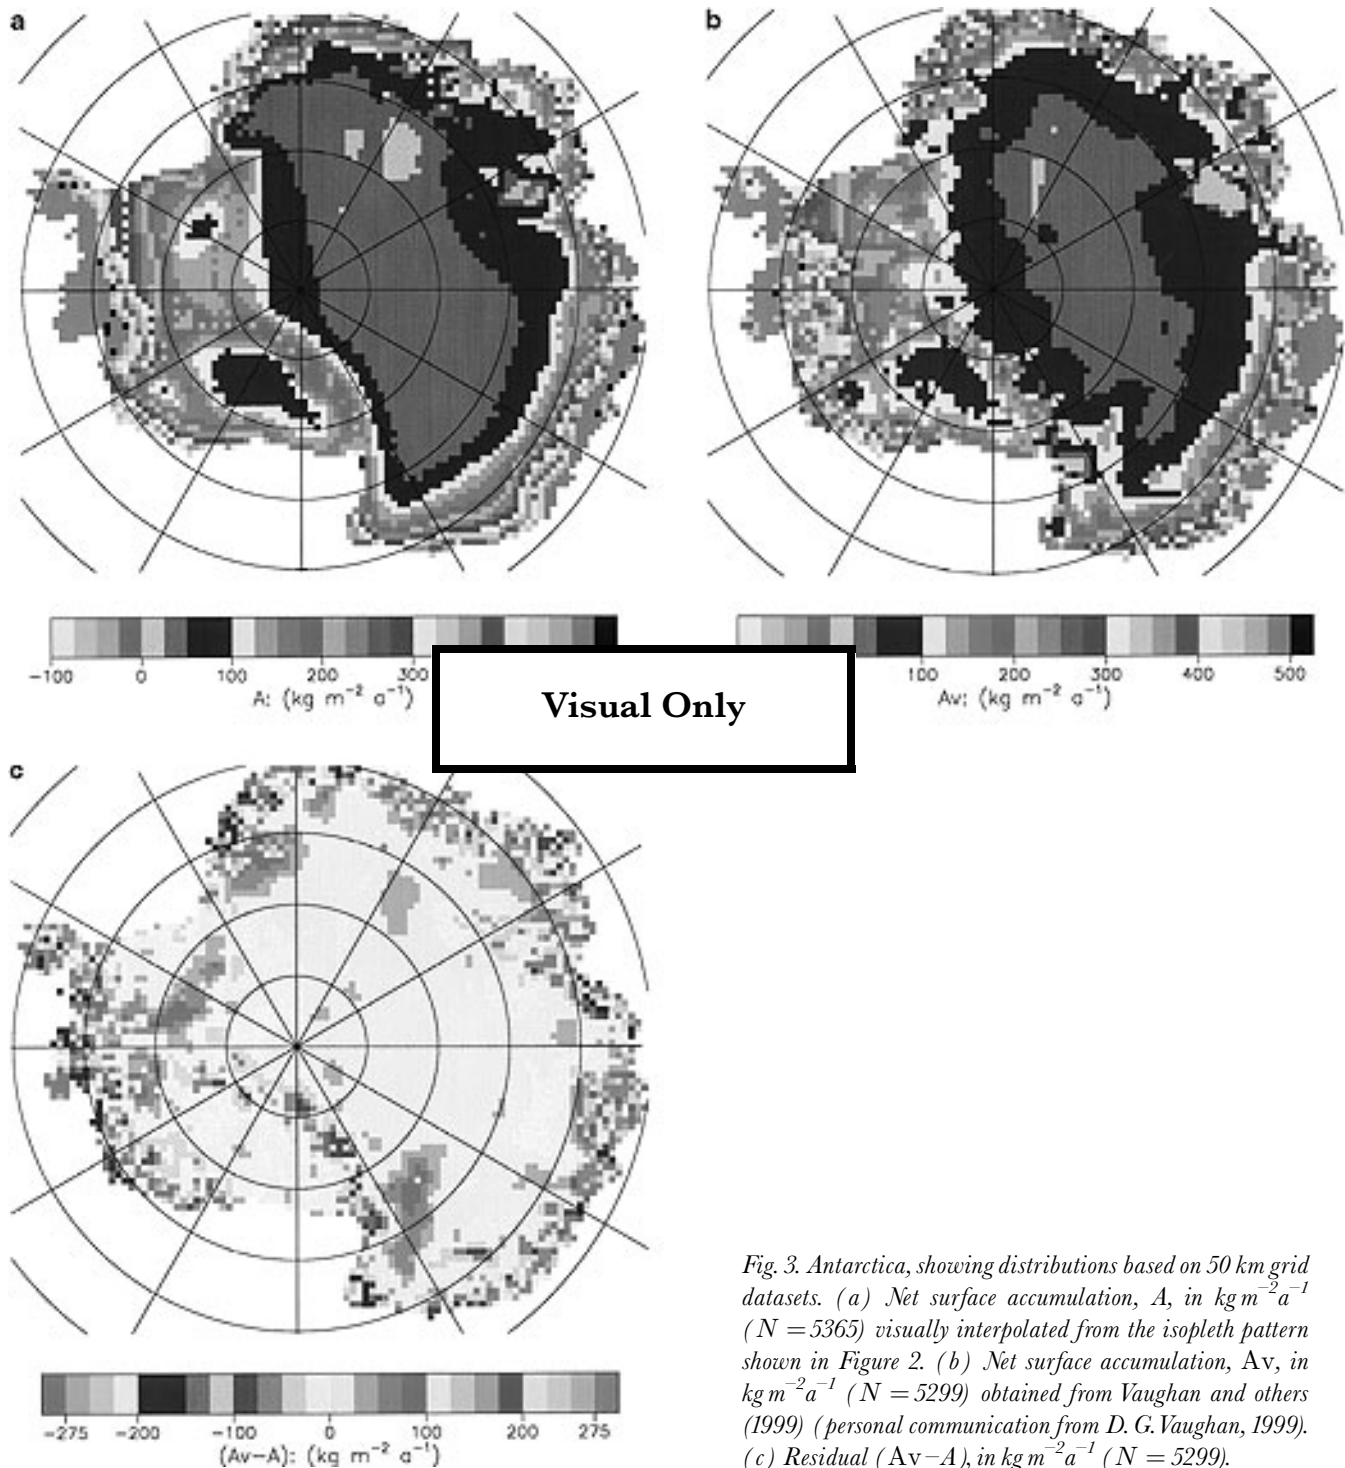 a
b
-100 0 100 200 300
A: (kg m⁻² a⁻¹)
100 200 300 400 500
Av: (kg m⁻² a⁻¹)
Visual Only
c
-275 -200 -100 0 100 200 275
(Av-A): (kg m⁻² a⁻¹)
Fig. 3. Antarctica, showing distributions based on 50 km grid
datasets. (a) Net surface accumulation, A, in kg m⁻² a⁻¹
(N = 5365) visually interpolated from the isopleth pattern
shown in Figure 2. (b) Net surface accumulation, Av, in
kg m⁻² a⁻¹ (N = 5299) obtained from Vaughan and others
(1999) (personal communication from D. G. Vaughan, 1999).
(c) Residual (Av–A), in kg m⁻² a⁻¹ (N = 5299).